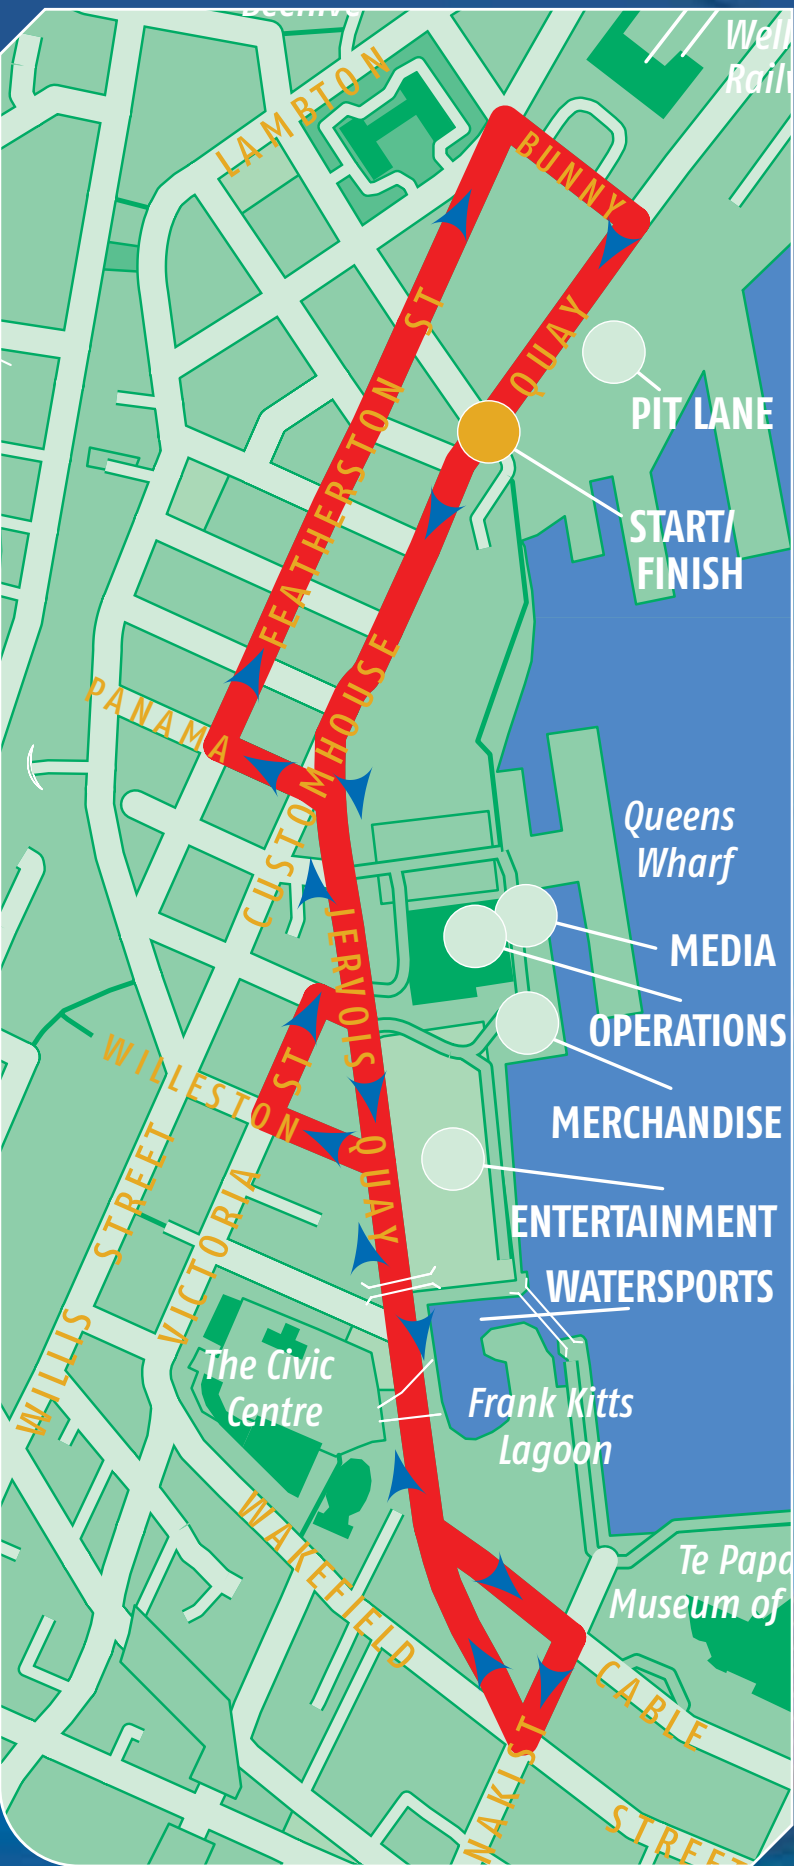 LAMBTON
BUNNY
QUAY
PIT LANE
START/
FINISH
FEATHERSTON ST
PANAMA
CUSTOMHOUSE
Queens
Wharf
MEDIA
OPERATIONS
MERCHANDISE
JERVOIS QUAY
WILLESTON
ST
ENTERTAINMENT
WATERSPORTS
WILLIS STREET
VICTORIA
The Civic
Centre
Frank Kitts
Lagoon
WAKEFIELD
STREET
Te Papa
Museum of
CABLE
ST